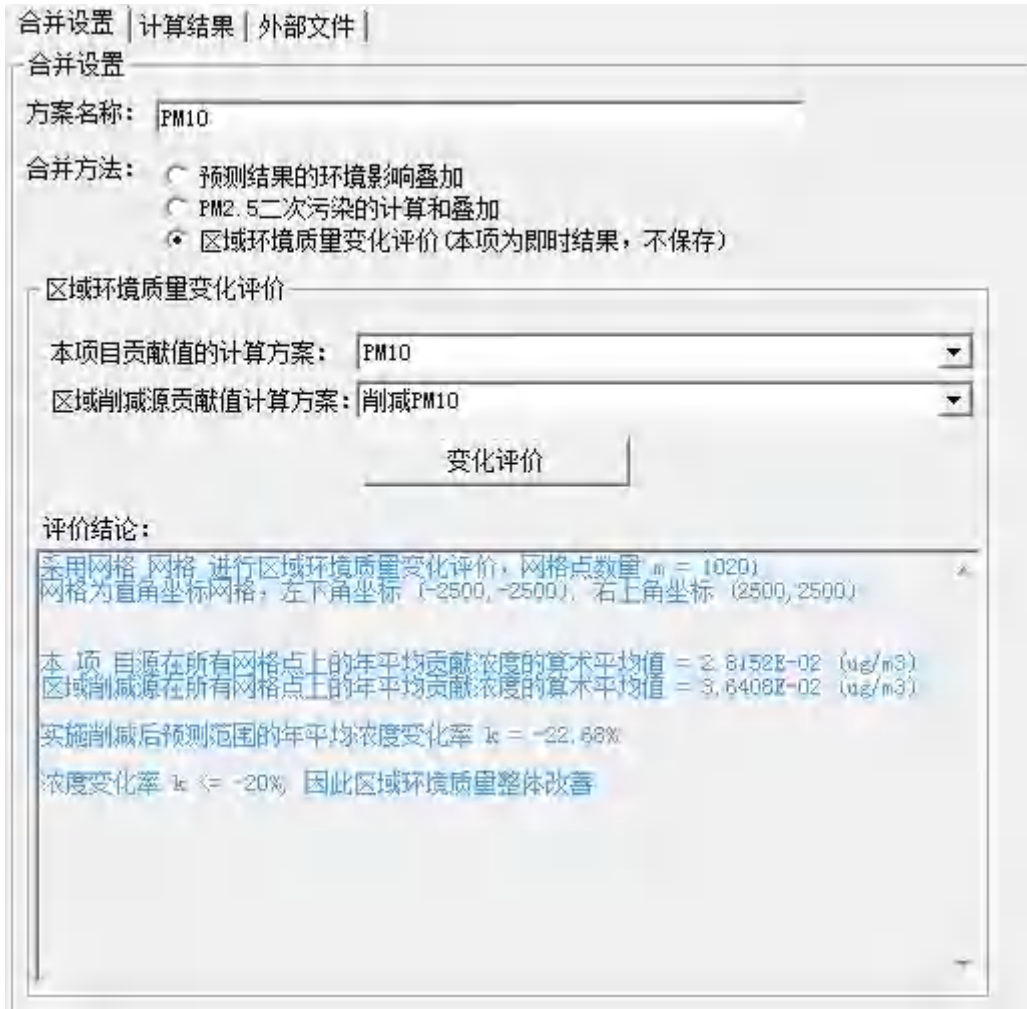 合并设置 计算结果 外部文件
合并设置
方案名称： PM10
合并方法： 预测结果的环境影响叠加
PM2.5二次污染的计算和叠加
区域环境质量变化评价(本项为即时结果，不保存)
区域环境质量变化评价
本项目贡献值的计算方案： PM10
区域削减源贡献值计算方案： 削减PM10
变化评价
评价结论：
采用网格 网格 进行区域环境质量变化评价，网格点数量 m = 10201
网格为直角坐标网格，左下角坐标 (-2500,-2500), 右上角坐标 (2500,2500)
本 项 目源在所有网格点上的年平均贡献浓度的算术平均值 = 2.8152E-02 (ug/m3)
区域削减源在所有网格点上的年平均贡献浓度的算术平均值 = 3.6408E-02 (ug/m3)
实施削减后预测范围的年平均浓度变化率 k = -22.68%
浓度变化率 k <= -20%, 因此区域环境质量整体改善